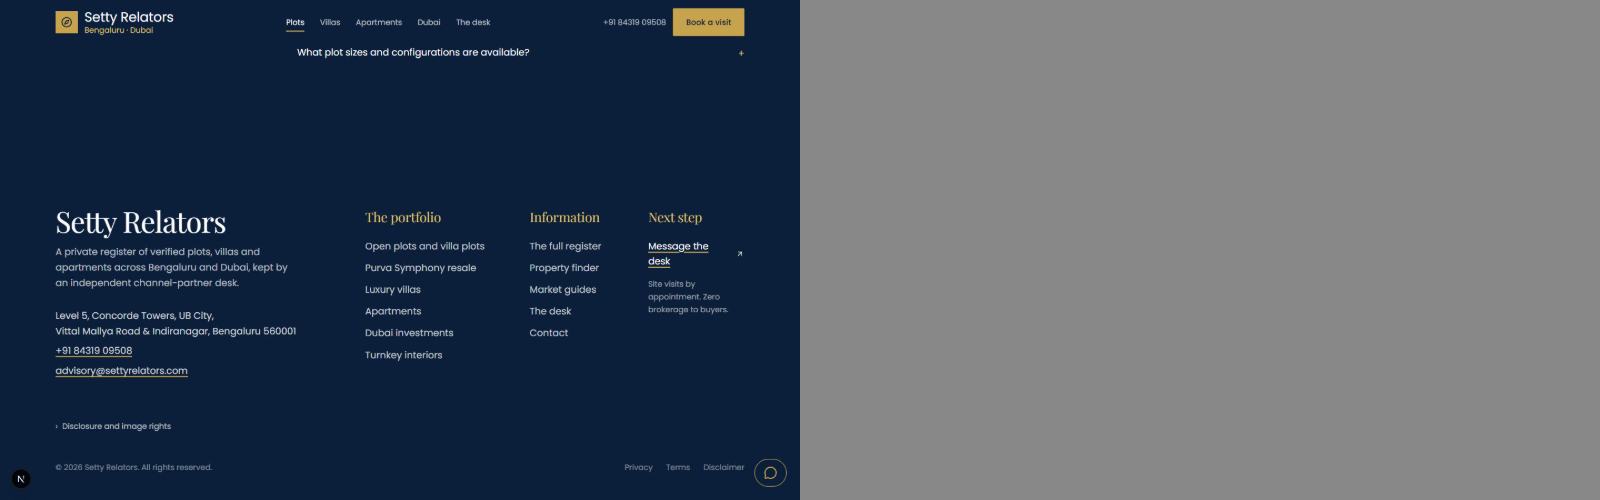 Setty Relators
Bengaluru · Dubai
Plots
Villas
Apartments
Dubai
The desk
+91 84319 09508
Book a visit
What plot sizes and configurations are available?
+
Setty Relators
A private register of verified plots, villas and
apartments across Bengaluru and Dubai, kept by
an independent channel-partner desk.
Level 5, Concorde Towers, UB City,
Vittal Mallya Road & Indiranagar, Bengaluru 560001
+91 84319 09508
advisory@settyrelators.com
The portfolio
Open plots and villa plots
Purva Symphony resale
Luxury villas
Apartments
Dubai investments
Turnkey interiors
Information
The full register
Property finder
Market guides
The desk
Contact
Next step
Message the
desk
Site visits by
appointment. Zero
brokerage to buyers.
› Disclosure and image rights
© 2026 Setty Relators. All rights reserved.
Privacy
Terms
Disclaimer
N